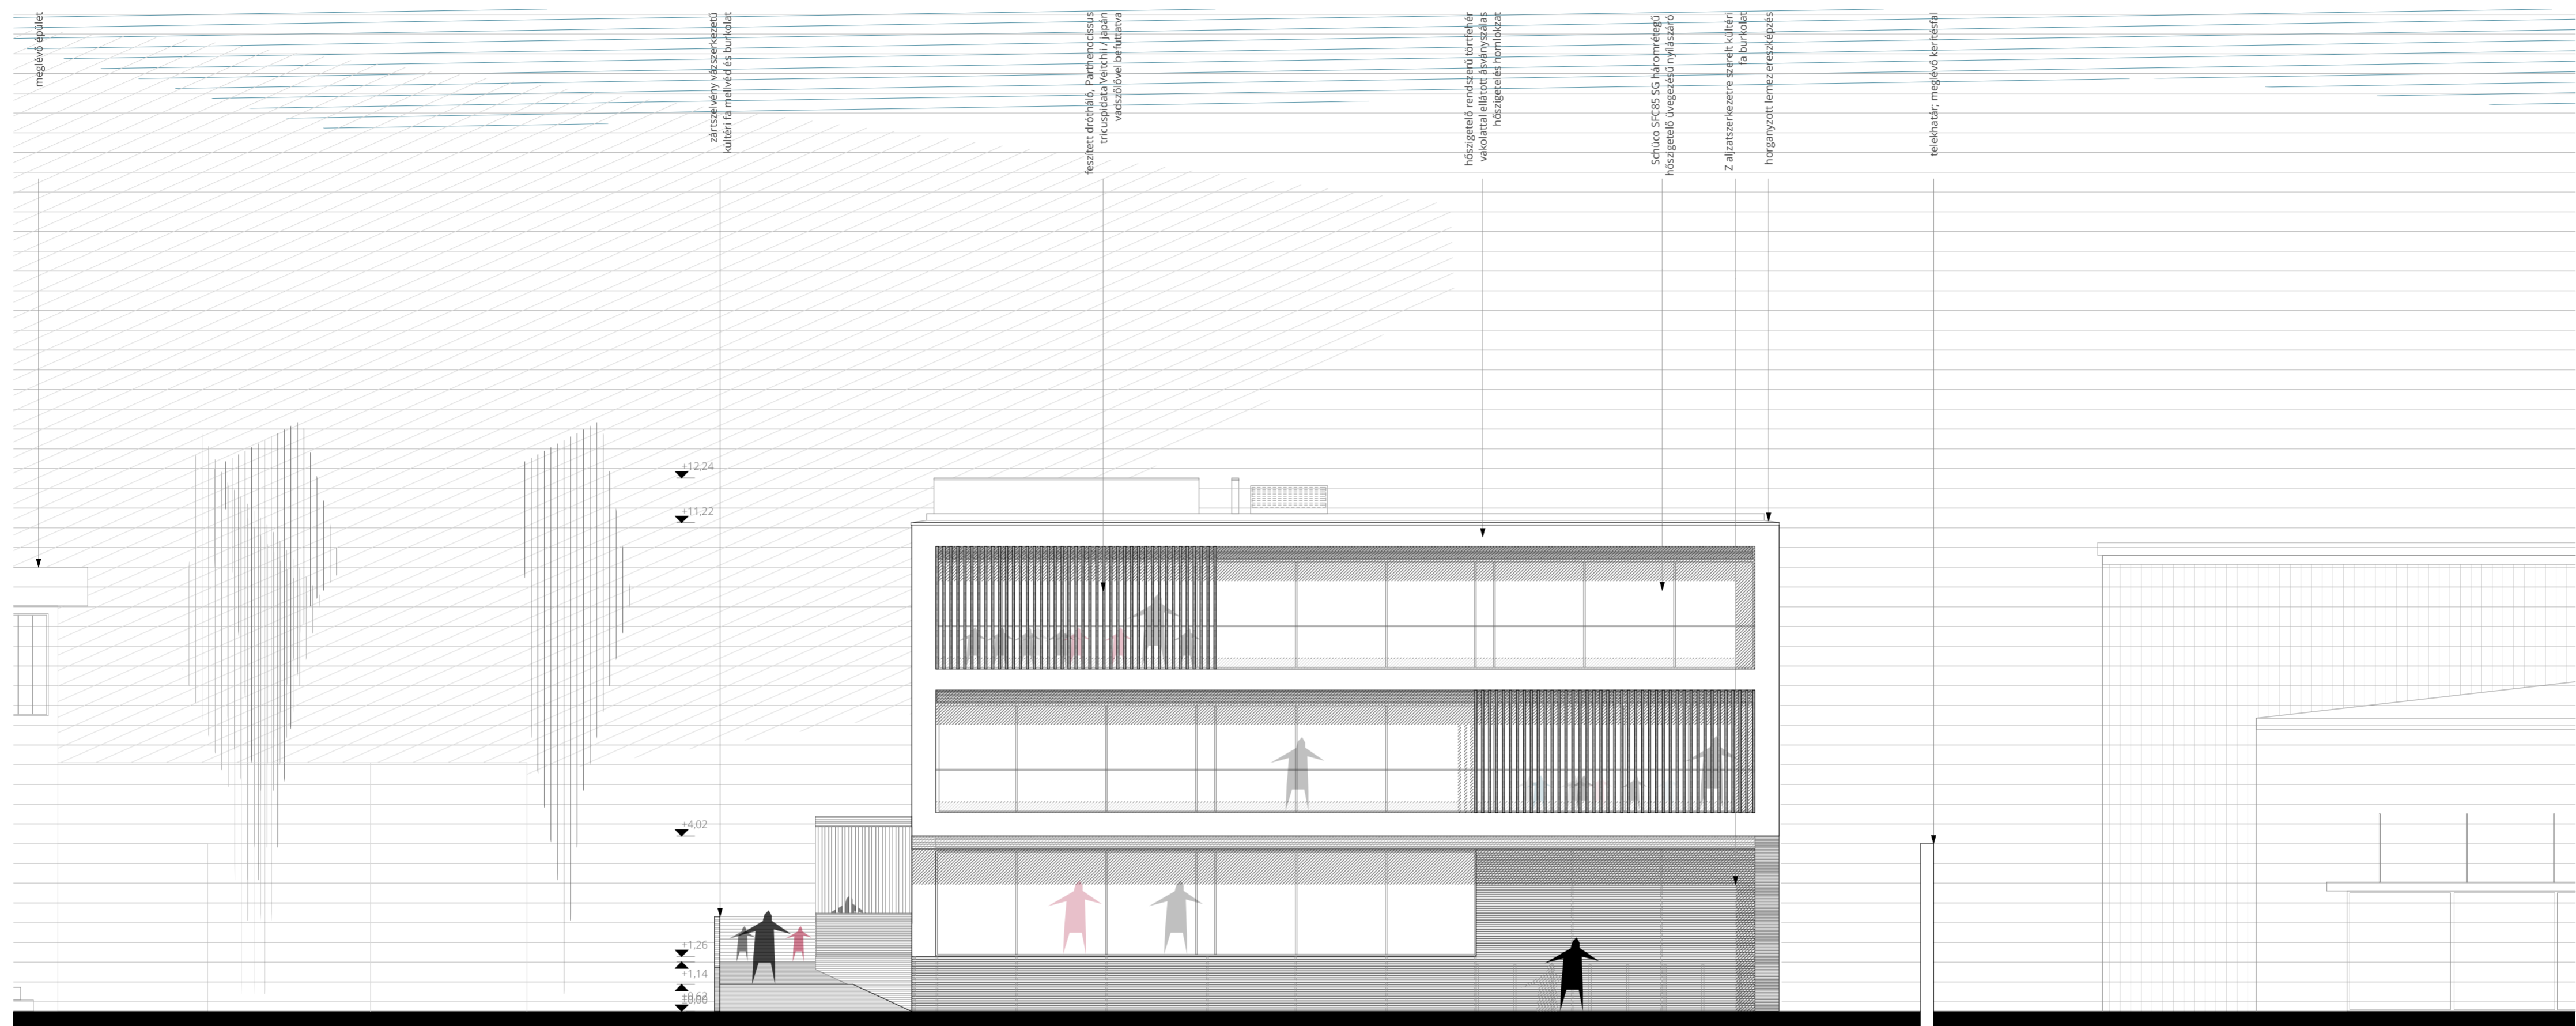 meglévő épület
zártszelvény vázszerkezetű
kültéri fa mellvéd és burkolat
feszített drótháló, Parthenocissus
tricuspidata Veitchii / japán
vadszőlővel befuttatva
hőszigetelő rendszerű törtfehér
vakolattal ellátott ásványszálas
hőszigetelés homlokzat
Schüco SFC85 SG háromrétegű
hőszigetelő üvegezésű nyílászáró
Z aljzatszerkezetre szerelt kültéri
fa burkolat
horganyzott lemez ereszképzés
telekhatár; meglévő kerítésfal
+12,24
+11,22
+4,02
+1,26
+1,14